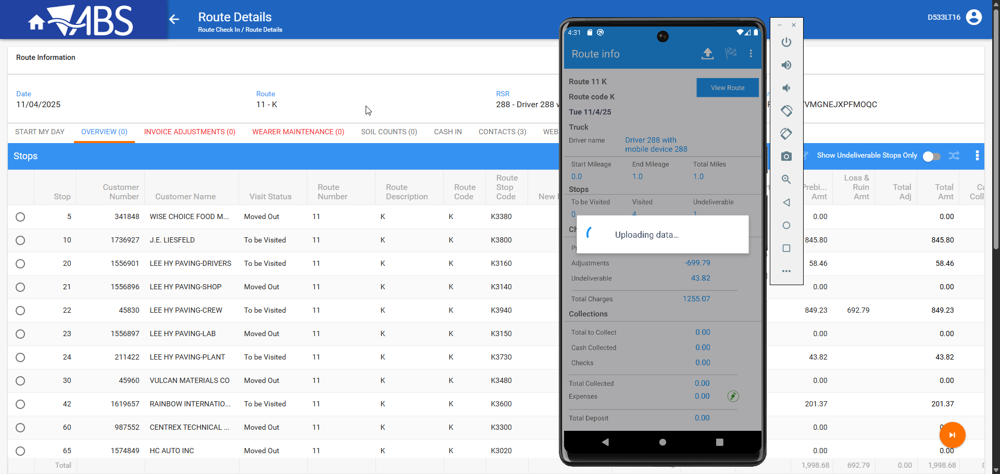 ABS
Route Details
Route Check In / Route Details
D533LT16
Route Information
Date
11/04/2025
Route
11 - K
RSR
288 - Driver 288
VMGNEJXPFMOQC
START MY DAY
OVERVIEW (0)
INVOICE ADJUSTMENTS (0)
WEARER MAINTENANCE (0)
SOIL COUNTS (0)
CASH IN
CONTACTS (3)
WEB
Stops
Show Undeliverable Stops Only
Stop
Customer Number
Customer Name
Visit Status
Route Number
Route Description
Route Code
Route Stop Code
New
Prebi... Amt
Loss & Ruin Amt
Total Adj
Total Amt
Ca
Coll
5 341848 WISE CHOICE FOOD M... Moved Out 11 K K K3380 0.00 0.00
10 1736927 J.E. LIESFELD To be Visited 11 K K K3800 845.80 845.80
20 1556901 LEE HY PAVING-DRIVERS To be Visited 11 K K K3160 58.46 58.46
21 1556896 LEE HY PAVING-SHOP Moved Out 11 K K K3140 0.00 0.00
22 45830 LEE HY PAVING-CREW To be Visited 11 K K K3940 849.23 692.79 849.23
23 1556897 LEE HY PAVING-LAB Moved Out 11 K K K3150 0.00 0.00
24 211422 LEE HY PAVING-PLANT To be Visited 11 K K K3730 43.82 43.82
30 45960 VULCAN MATERIALS CO Moved Out 11 K K K3480 0.00 0.00
42 1619657 RAINBOW INTERNATIO... To be Visited 11 K K K3600 201.37 201.37
60 987552 CENTREX TECHNICAL ... Moved Out 11 K K K3300 0.00
65 1574849 HC AUTO INC Moved Out 11 K K K3020 0.00 0.00
Total 1,998.68 692.79 0.00 1,998.68
4:31
Route info
Route 11 K
View Route
Route code K
Tue 11/4/25
Truck
Driver name
Driver 288 with
mobile device 288
Start Mileage End Mileage Total Miles
0.0 1.0 1.0
Stops
To be Visited Visited Undeliverable
0 4 1
Ch
Uploading data...
Adjustments -699.79
Undeliverable 43.82
Total Charges 1255.07
Collections
Total to Collect 0.00
Cash Collected 0.00
Checks 0.00
Total Collected 0.00
Expenses 0.00
Total Deposit 0.00